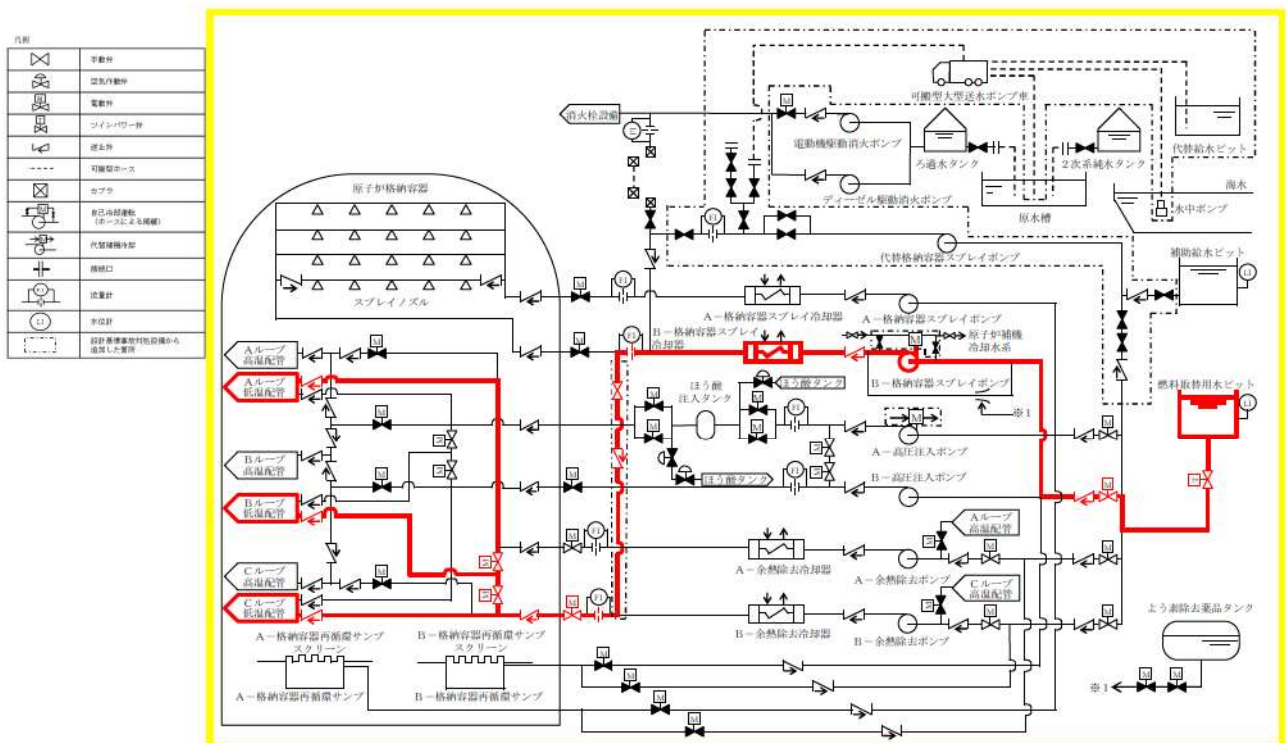 凡例
手動弁
空気作動弁
電動弁
ツインパワー弁
逆止弁
可搬型ホース
カプラ
自己冷却運転
(ホースによる接続)
代替補機冷却
接続口
FI
流量計
LI
水位計
設計基準事故対処設備から
追加した箇所
可搬型大型送水ポンプ車
消火栓設備
M
FI
電動機駆動消火ポンプ
ろ過水タンク
2次系純水タンク
代替給水ピット
海水
ディーゼル駆動消火ポンプ
原水槽
水中ポンプ
原子炉格納容器
FI
代替格納容器スプレイポンプ
補助給水ピット
LI
スプレイノズル
M
FI
A-格納容器スプレイ冷却器
A-格納容器スプレイポンプ
B-格納容器スプレイ
冷却器
FI
M
M
原子炉補機
冷却水系
B-格納容器スプレイポンプ
※1
燃料取替用水ピット
LI
Aループ
高温配管
M
Aループ
低温配管
ほう酸
注入タンク
ほう酸タンク
M
M
M
M
M
FI
M
A-高圧注入ポンプ
M
Bループ
高温配管
M
M
M
M
ほう酸タンク
FI
M
M
B-高圧注入ポンプ
Bループ
低温配管
M
Aループ
高温配管
M
FI
M
M
M
A-余熱除去冷却器
A-余熱除去ポンプ
M
Cループ
高温配管
M
M
Cループ
高温配管
Cループ
低温配管
M
FI
M
M
M
B-余熱除去冷却器
B-余熱除去ポンプ
よう素除去薬品タンク
A-格納容器再循環サンプ
スクリーン
B-格納容器再循環サンプ
スクリーン
M
A-格納容器再循環サンプ
B-格納容器再循環サンプ
M
※1
M
M
M
M